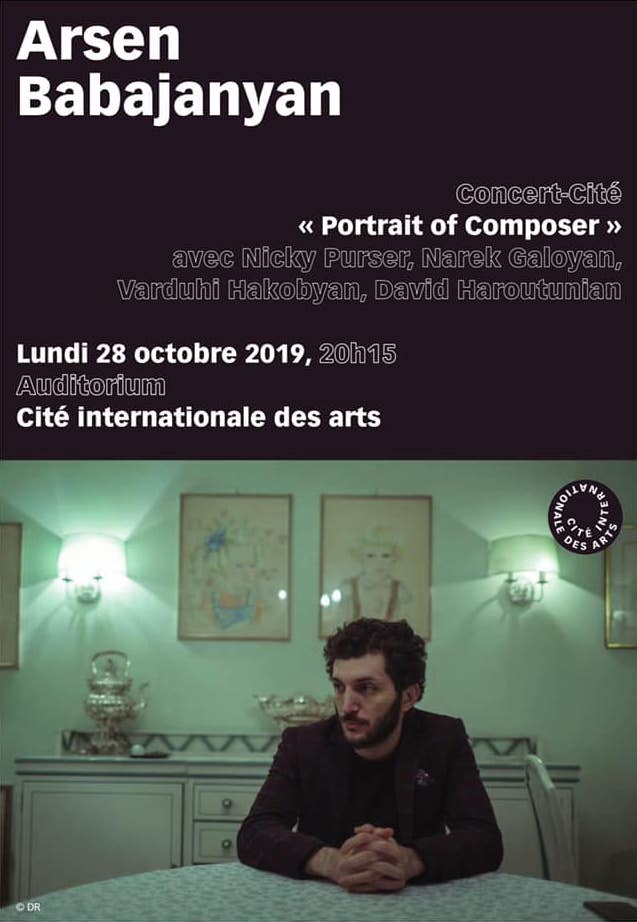 Arsen
Babajanyan
Concert-Cité
« Portrait of Composer »
avec Nicky Purser, Narek Galoyan,
Varduhi Hakobyan, David Haroutunian
Lundi 28 octobre 2019, 20h15
Auditorium
Cité internationale des arts
CITÉ INTERNATIONALE DES ARTS
© DR